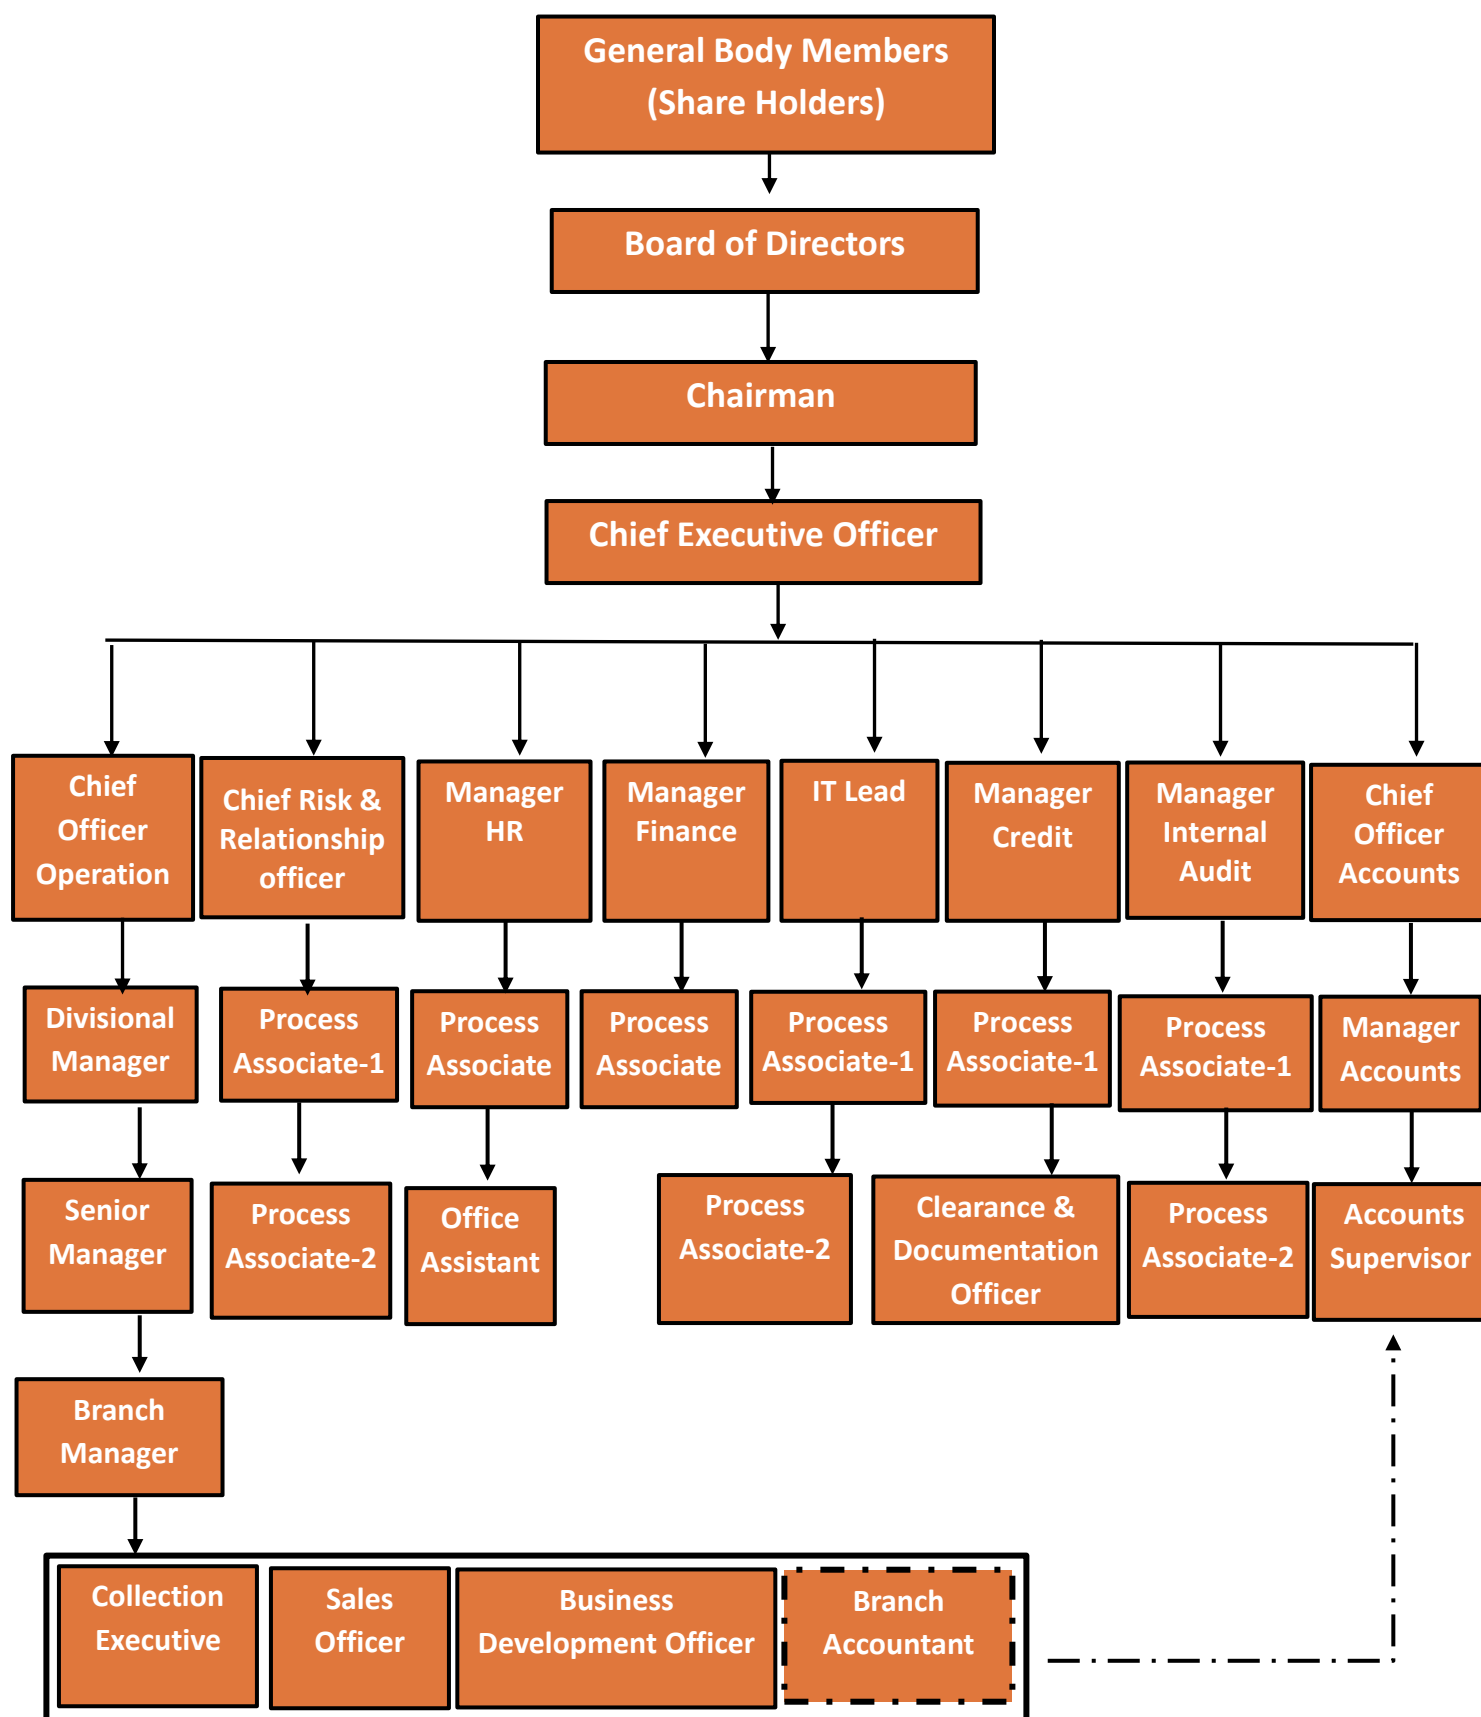 General Body Members
(Share Holders)
Board of Directors
Chairman
Chief Executive Officer
Chief
Officer
Operation
Chief Risk &
Relationship
officer
Manager
HR
Manager
Finance
IT Lead
Manager
Credit
Manager
Internal
Audit
Chief
Officer
Accounts
Divisional
Manager
Process
Associate-1
Process
Associate
Process
Associate
Process
Associate-1
Process
Associate-1
Process
Associate-1
Manager
Accounts
Senior
Manager
Process
Associate-2
Office
Assistant
Process
Associate-2
Clearance &
Documentation
Officer
Process
Associate-2
Accounts
Supervisor
Branch
Manager
Collection
Executive
Sales
Officer
Business
Development Officer
Branch
Accountant